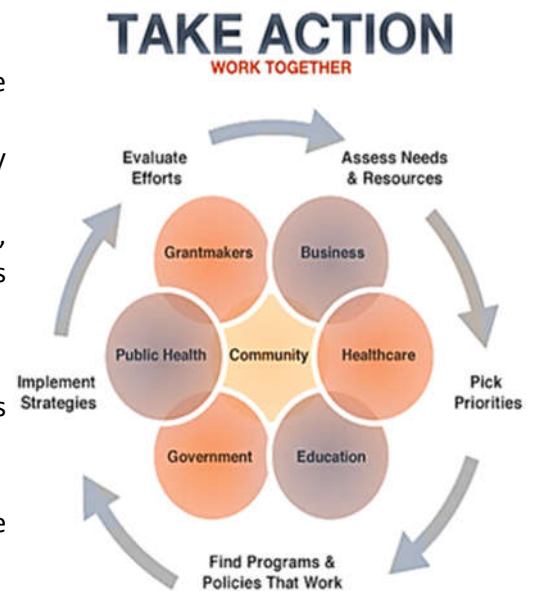 TAKE ACTION
WORK TOGETHER
e
y
,
s
s
e
Evaluate
Efforts
Assess Needs
& Resources
Grantmakers
Business
Public Health
Community
Healthcare
Implement
Strategies
Pick
Priorities
Government
Education
Find Programs &
Policies That Work